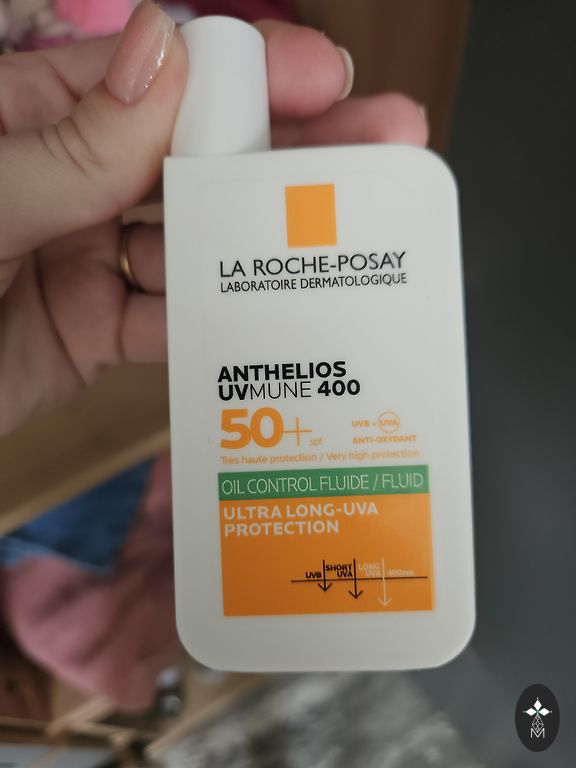 LA ROCHE-POSAY
LABORATOIRE DERMATOLOGIQUE
ANTHELIOS
UVMUNE 400
50+ spf
UVB + UVA
ANTI-OXYDANT
Très haute protection / Very high protection
OIL CONTROL FLUIDE / FLUID
ULTRA LONG-UVA
PROTECTION
UVB
SHORT UVA
LONG UVA
400nm
M